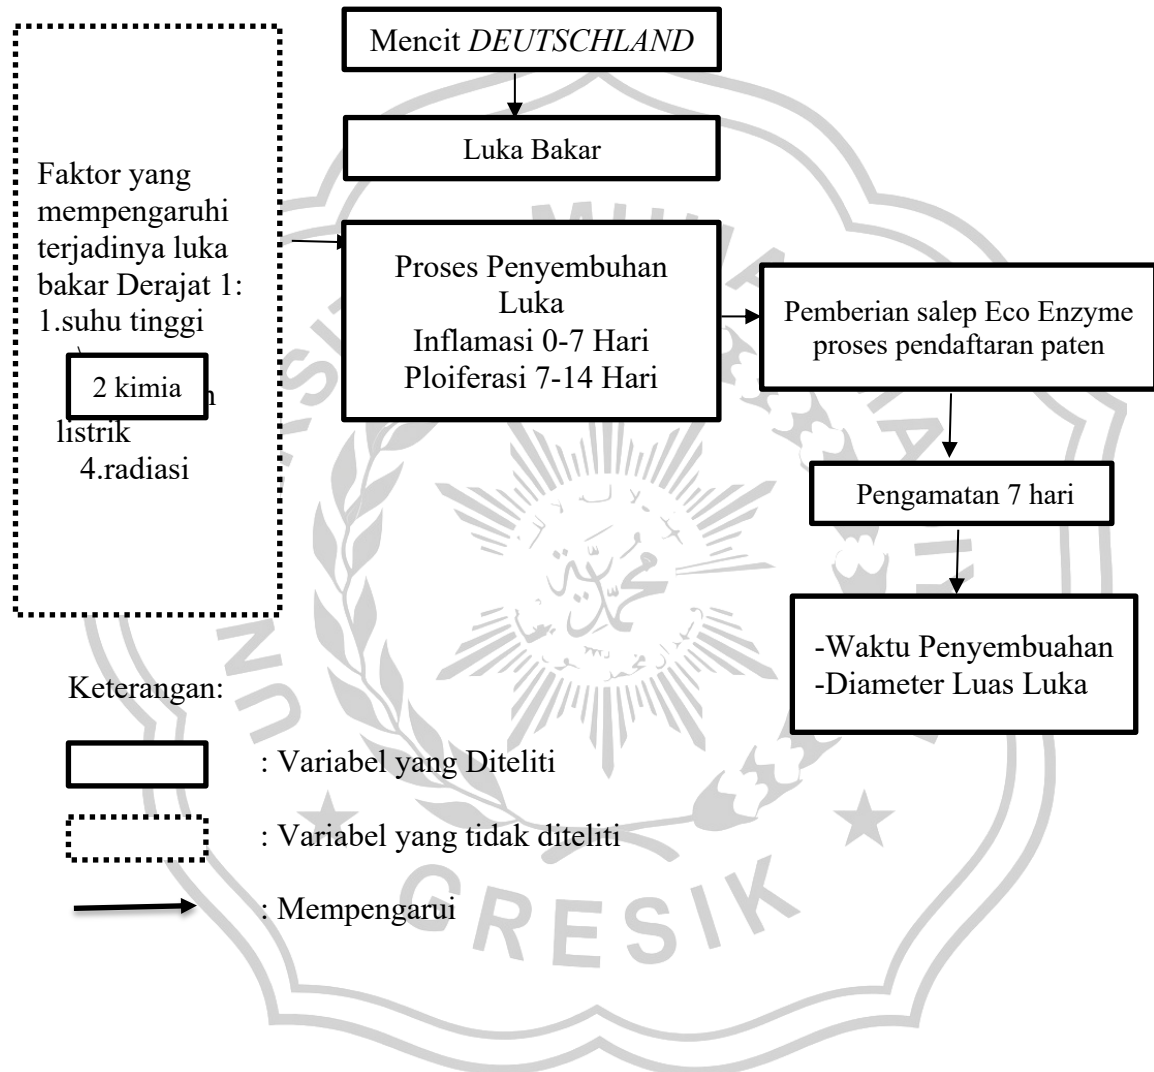 Mencit DEUTSCHLAND
Luka Bakar
Faktor yang
mempengaruhi
terjadinya luka
bakar Derajat 1:
1.suhu tinggi
2 kimia
listrik
4.radiasi
Proses Penyembuhan
Luka
Inflamasi 0-7 Hari
Ploiferasi 7-14 Hari
Pemberian salep Eco Enzyme
proses pendaftaran paten
Pengamatan 7 hari
-Waktu Penyembuahan
-Diameter Luas Luka
Keterangan:
: Variabel yang Diteliti
: Variabel yang tidak diteliti
: Mempengarui
GRESIK